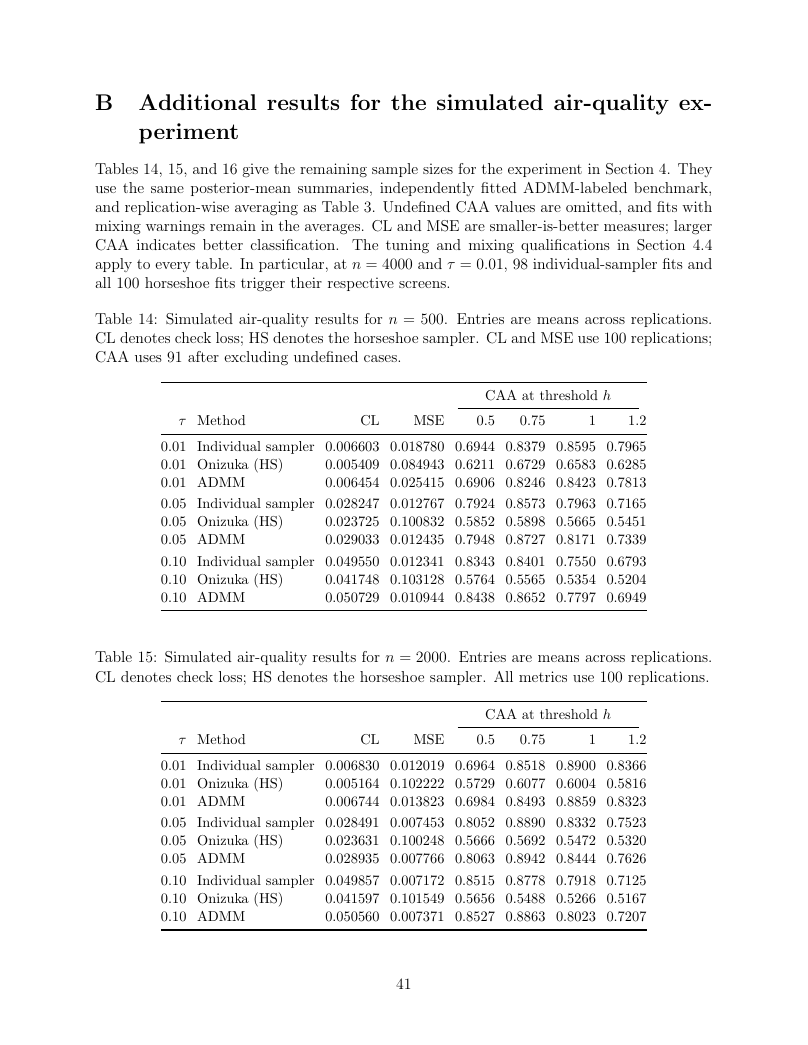 B Additional results for the simulated air-quality ex-
periment
Tables 14, 15, and 16 give the remaining sample sizes for the experiment in Section 4. They
use the same posterior-mean summaries, independently fitted ADMM-labeled benchmark,
and replication-wise averaging as Table 3. Undefined CAA values are omitted, and fits with
mixing warnings remain in the averages. CL and MSE are smaller-is-better measures; larger
CAA indicates better classification. The tuning and mixing qualifications in Section 4.4
apply to every table. In particular, at n = 4000 and τ = 0.01, 98 individual-sampler fits and
all 100 horseshoe fits trigger their respective screens.
Table 14: Simulated air-quality results for n = 500. Entries are means across replications.
CL denotes check loss; HS denotes the horseshoe sampler. CL and MSE use 100 replications;
CAA uses 91 after excluding undefined cases.
CAA at threshold h
τ Method CL MSE 0.5 0.75 1 1.2
0.01 Individual sampler 0.006603 0.018780 0.6944 0.8379 0.8595 0.7965
0.01 Onizuka (HS) 0.005409 0.084943 0.6211 0.6729 0.6583 0.6285
0.01 ADMM 0.006454 0.025415 0.6906 0.8246 0.8423 0.7813
0.05 Individual sampler 0.028247 0.012767 0.7924 0.8573 0.7963 0.7165
0.05 Onizuka (HS) 0.023725 0.100832 0.5852 0.5898 0.5665 0.5451
0.05 ADMM 0.029033 0.012435 0.7948 0.8727 0.8171 0.7339
0.10 Individual sampler 0.049550 0.012341 0.8343 0.8401 0.7550 0.6793
0.10 Onizuka (HS) 0.041748 0.103128 0.5764 0.5565 0.5354 0.5204
0.10 ADMM 0.050729 0.010944 0.8438 0.8652 0.7797 0.6949
Table 15: Simulated air-quality results for n = 2000. Entries are means across replications.
CL denotes check loss; HS denotes the horseshoe sampler. All metrics use 100 replications.
CAA at threshold h
τ Method CL MSE 0.5 0.75 1 1.2
0.01 Individual sampler 0.006830 0.012019 0.6964 0.8518 0.8900 0.8366
0.01 Onizuka (HS) 0.005164 0.102222 0.5729 0.6077 0.6004 0.5816
0.01 ADMM 0.006744 0.013823 0.6984 0.8493 0.8859 0.8323
0.05 Individual sampler 0.028491 0.007453 0.8052 0.8890 0.8332 0.7523
0.05 Onizuka (HS) 0.023631 0.100248 0.5666 0.5692 0.5472 0.5320
0.05 ADMM 0.028935 0.007766 0.8063 0.8942 0.8444 0.7626
0.10 Individual sampler 0.049857 0.007172 0.8515 0.8778 0.7918 0.7125
0.10 Onizuka (HS) 0.041597 0.101549 0.5656 0.5488 0.5266 0.5167
0.10 ADMM 0.050560 0.007371 0.8527 0.8863 0.8023 0.7207
41